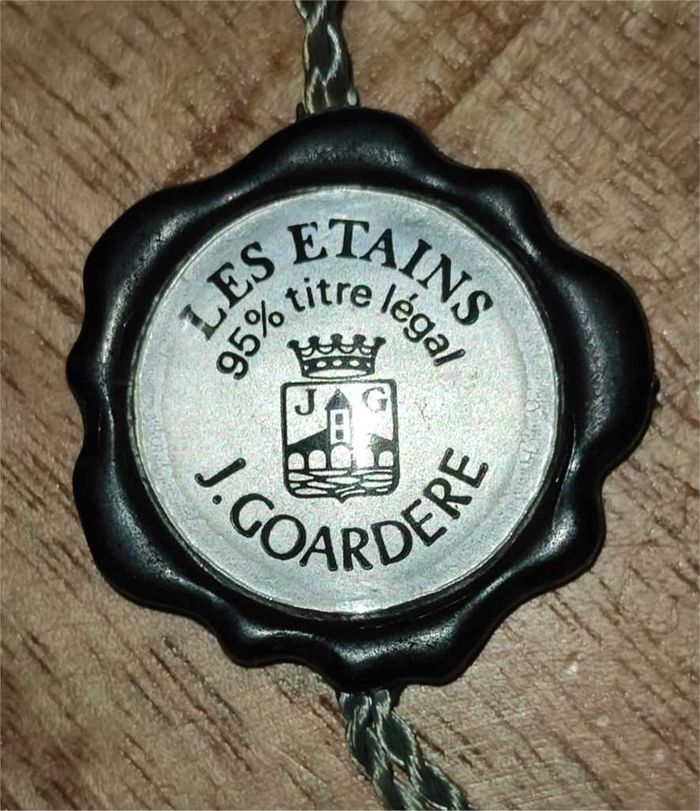 LES ETAINS
95% titre légal
J G
J. GOARDERE